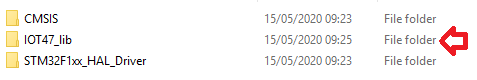 CMSIS 15/05/2020 09:23 File folder
IOT47_lib 15/05/2020 09:25 File folder
STM32F1xx_HAL_Driver 15/05/2020 09:23 File folder